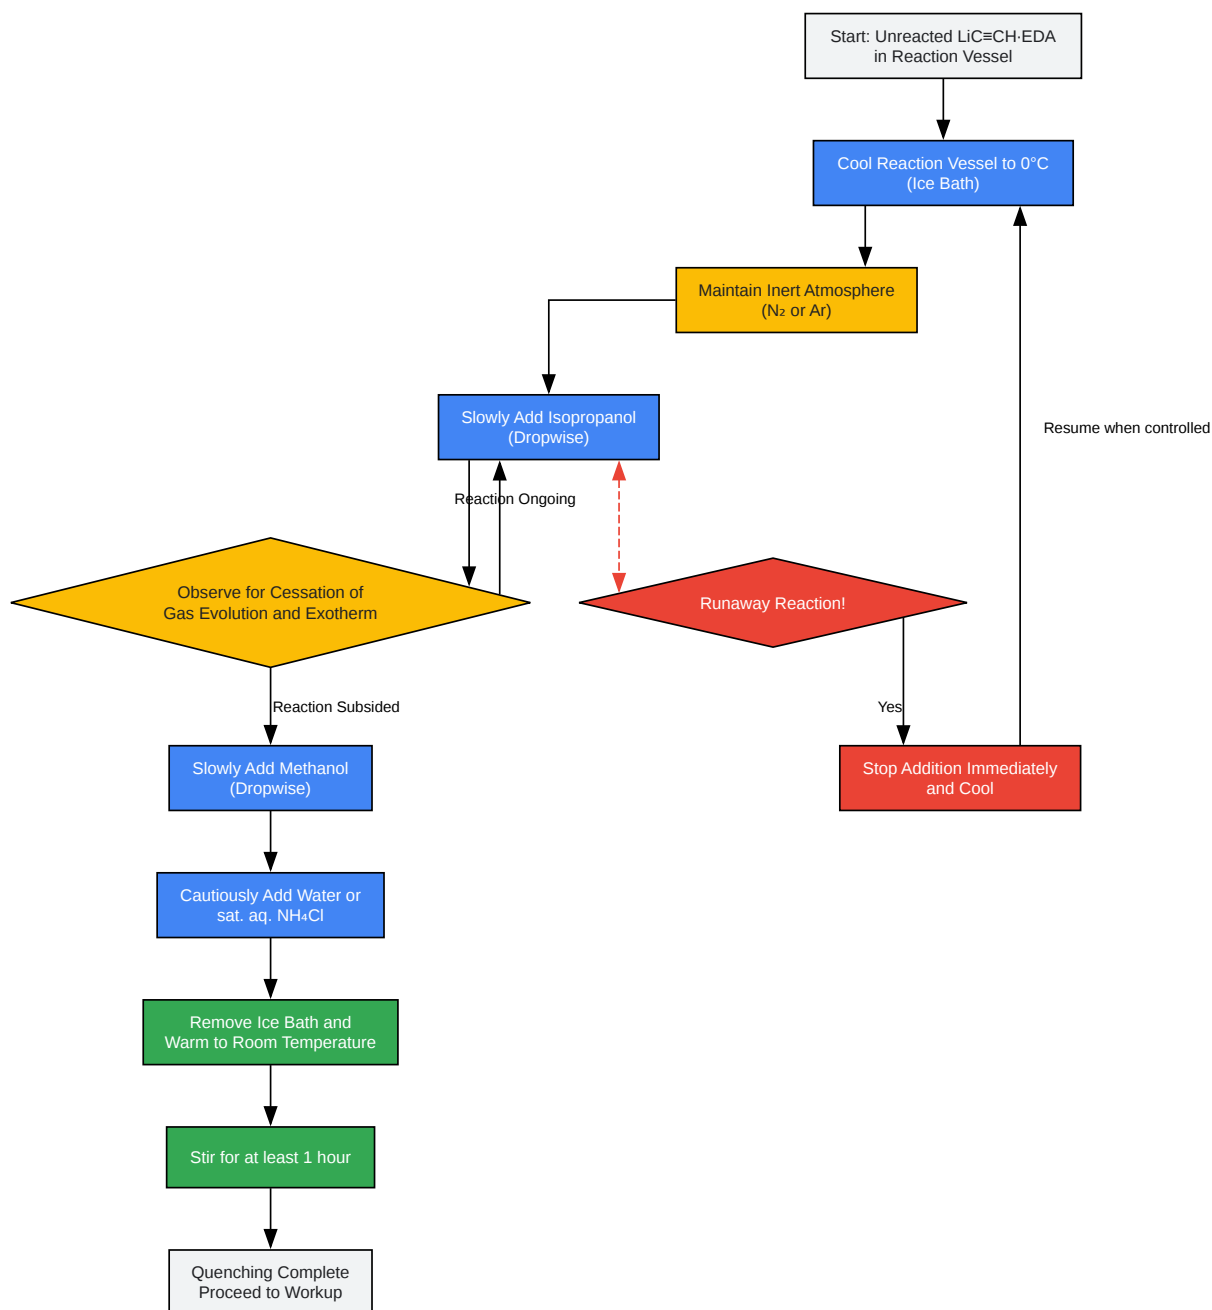 Start: Unreacted LiC≡CH·EDA
in Reaction Vessel
Cool Reaction Vessel to 0°C
(Ice Bath)
Maintain Inert Atmosphere
(N₂ or Ar)
Slowly Add Isopropanol
(Dropwise)
Resume when controlled
Reaction Ongoing
Observe for Cessation of
Gas Evolution and Exotherm
Runaway Reaction!
Reaction Subsided
Yes
Slowly Add Methanol
(Dropwise)
Stop Addition Immediately
and Cool
Cautiously Add Water or
sat. aq. NH₄Cl
Remove Ice Bath and
Warm to Room Temperature
Stir for at least 1 hour
Quenching Complete
Proceed to Workup